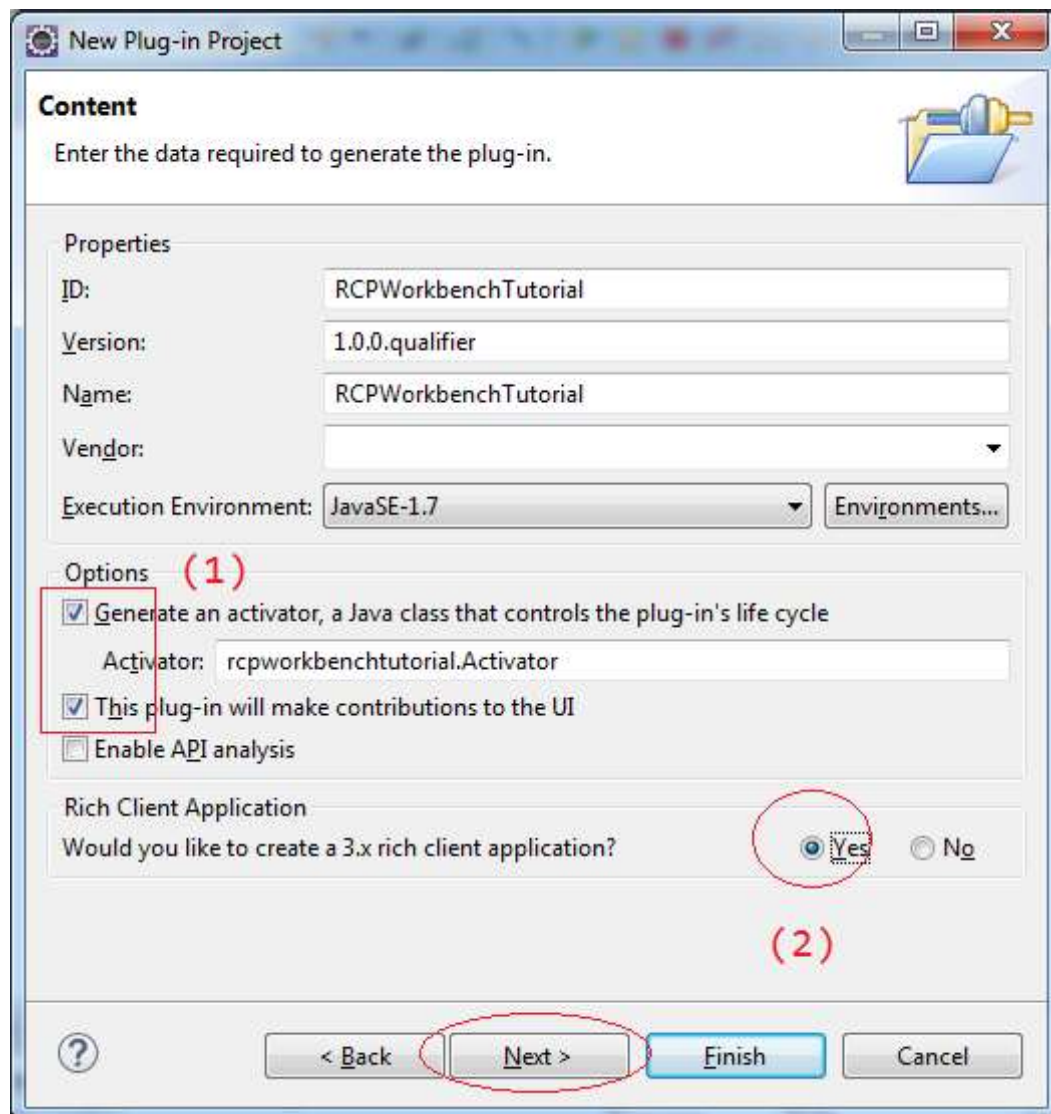 New Plug-in Project
Content
Enter the data required to generate the plug-in.
Properties
ID: RCPWorkbenchTutorial
Version: 1.0.0.qualifier
Name: RCPWorkbenchTutorial
Vendor:
Execution Environment: JavaSE-1.7 Environments...
Options (1)
Generate an activator, a Java class that controls the plug-in's life cycle
Activator: rcpworkbenchtutorial.Activator
This plug-in will make contributions to the UI
Enable API analysis
Rich Client Application
Would you like to create a 3.x rich client application? Yes No
(2)
? < Back Next > Finish Cancel